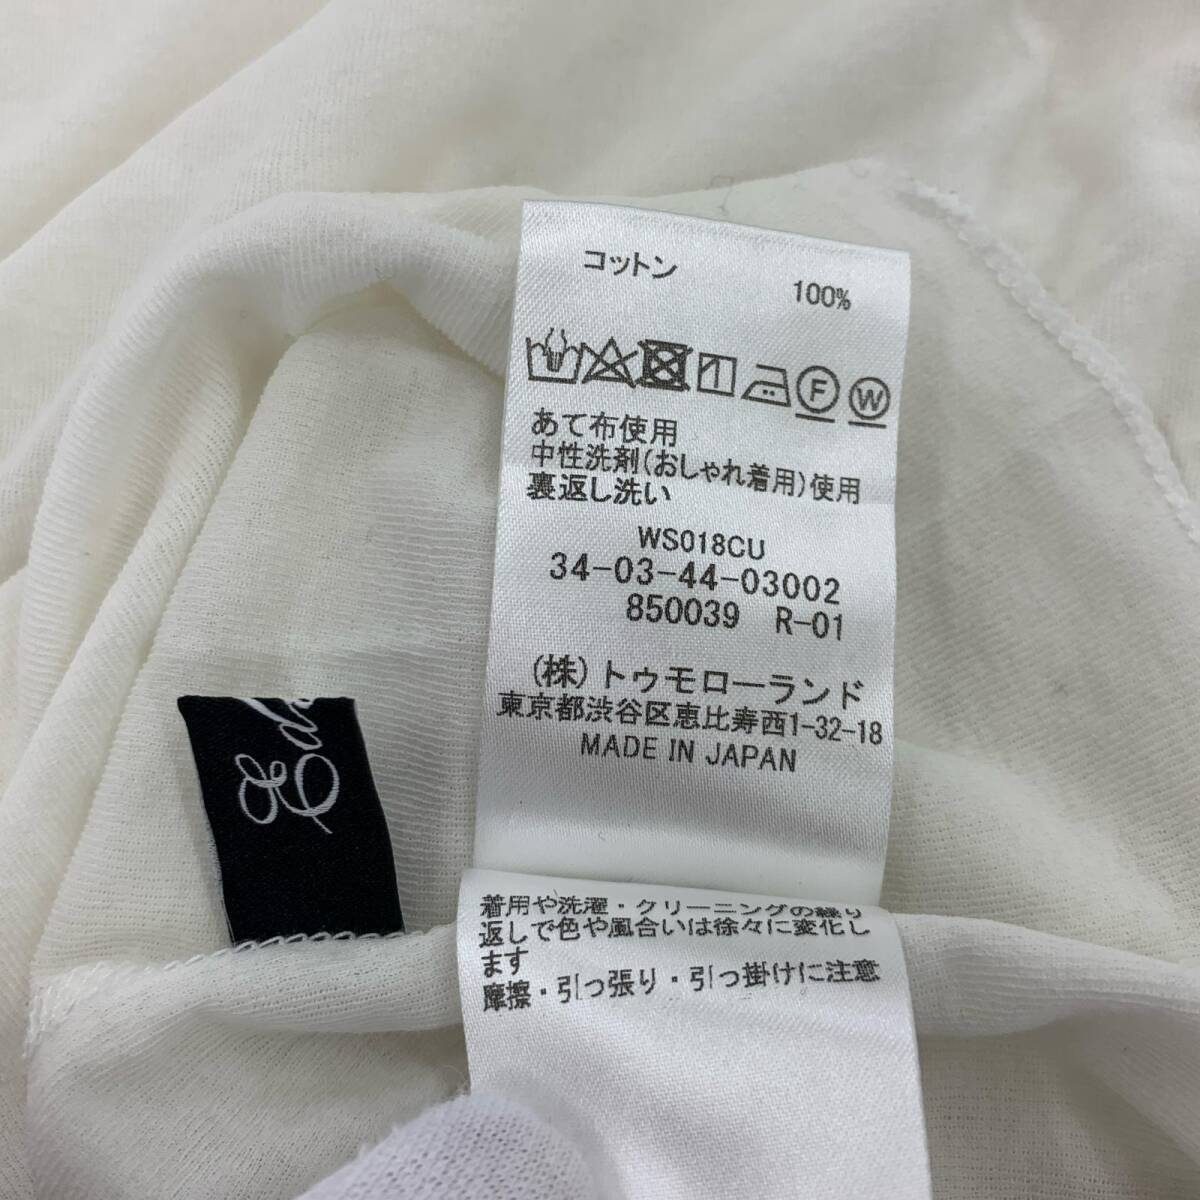 コットン 100%
F W
あて布使用
中性洗剤(おしゃれ着用)使用
裏返し洗い
WS018CU
34-03-44-03002
850039 R-01
(株)トゥモローランド
東京都渋谷区恵比寿西1-32-18
MADE IN JAPAN
着用や洗濯・クリーニングの繰り
返しで色や風合いは徐々に変化し
ます
摩擦・引っ張り・引っ掛けに注意